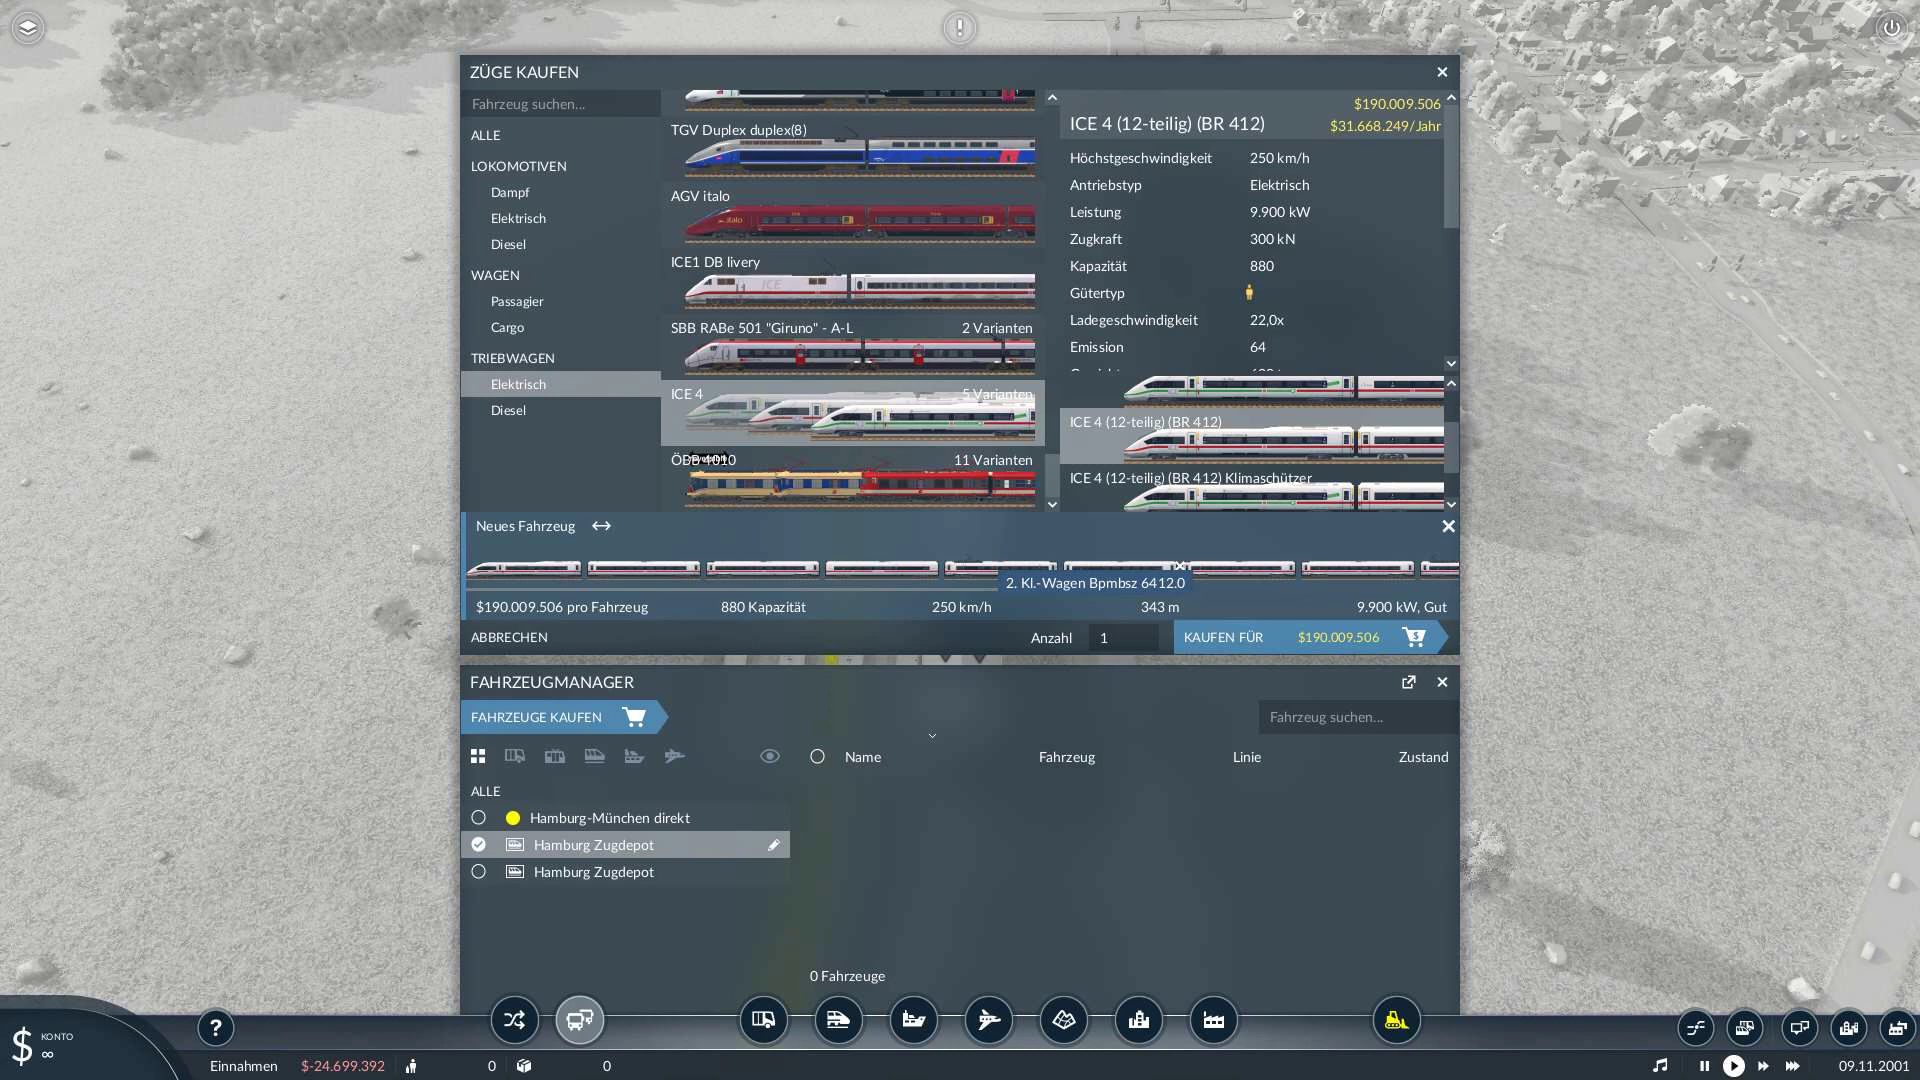 ZÜGE KAUFEN
Fahrzeug suchen...
ALLE
LOKOMOTIVEN
Dampf
Elektrisch
Diesel
WAGEN
Passagier
Cargo
TRIEBWAGEN
Elektrisch
Diesel
TGV Duplex duplex(8)
AGV italo
ICE1 DB livery
SBB RABe 501 "Giruno" - A-L 2 Varianten
ICE 4 5 Varianten
ÖBB 4010 11 Varianten
$190.009.506
ICE 4 (12-teilig) (BR 412) $31.668.249/Jahr
Höchstgeschwindigkeit 250 km/h
Antriebstyp Elektrisch
Leistung 9.900 kW
Zugkraft 300 kN
Kapazität 880
Gütertyp
Ladegeschwindigkeit 22,0x
Emission 64
ICE 4 (12-teilig) (BR 412)
ICE 4 (12-teilig) (BR 412) Klimaschützer
Neues Fahrzeug
2. Kl.-Wagen Bpmbsz 6412.0
$190.009.506 pro Fahrzeug 880 Kapazität 250 km/h 343 m 9.900 kW, Gut
ABBRECHEN Anzahl 1 KAUFEN FÜR $190.009.506
FAHRZEUGMANAGER
FAHRZEUGE KAUFEN Fahrzeug suchen...
Name Fahrzeug Linie Zustand
ALLE
Hamburg-München direkt
Hamburg Zugdepot
Hamburg Zugdepot
0 Fahrzeuge
KONTO
∞
Einnahmen $-24.699.392 0 0 09.11.2001